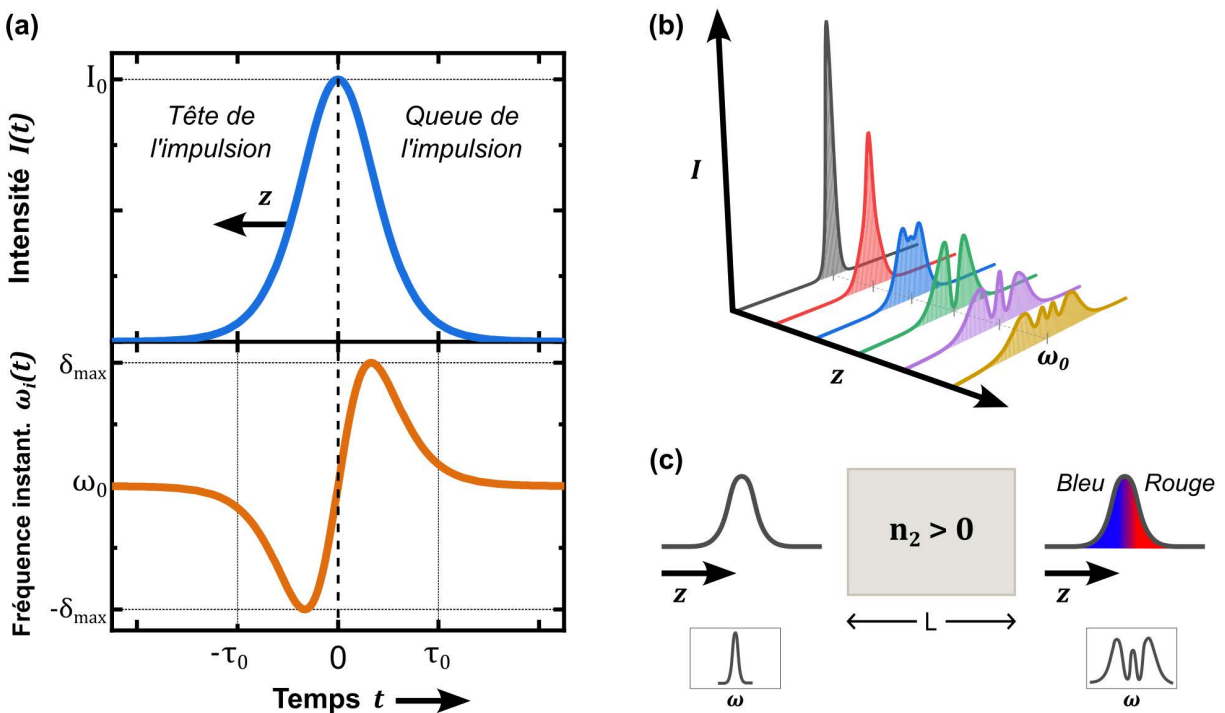 (a)
I₀
Tête de
l'impulsion
Queue de
l'impulsion
z
Intensité I(t)
δmax
ω₀
-δmax
Fréquence instant. ωᵢ(t)
-τ₀
0
τ₀
Temps t
(b)
I
z
ω₀
(c)
n₂ > 0
Bleu
Rouge
z
z
L
ω
ω